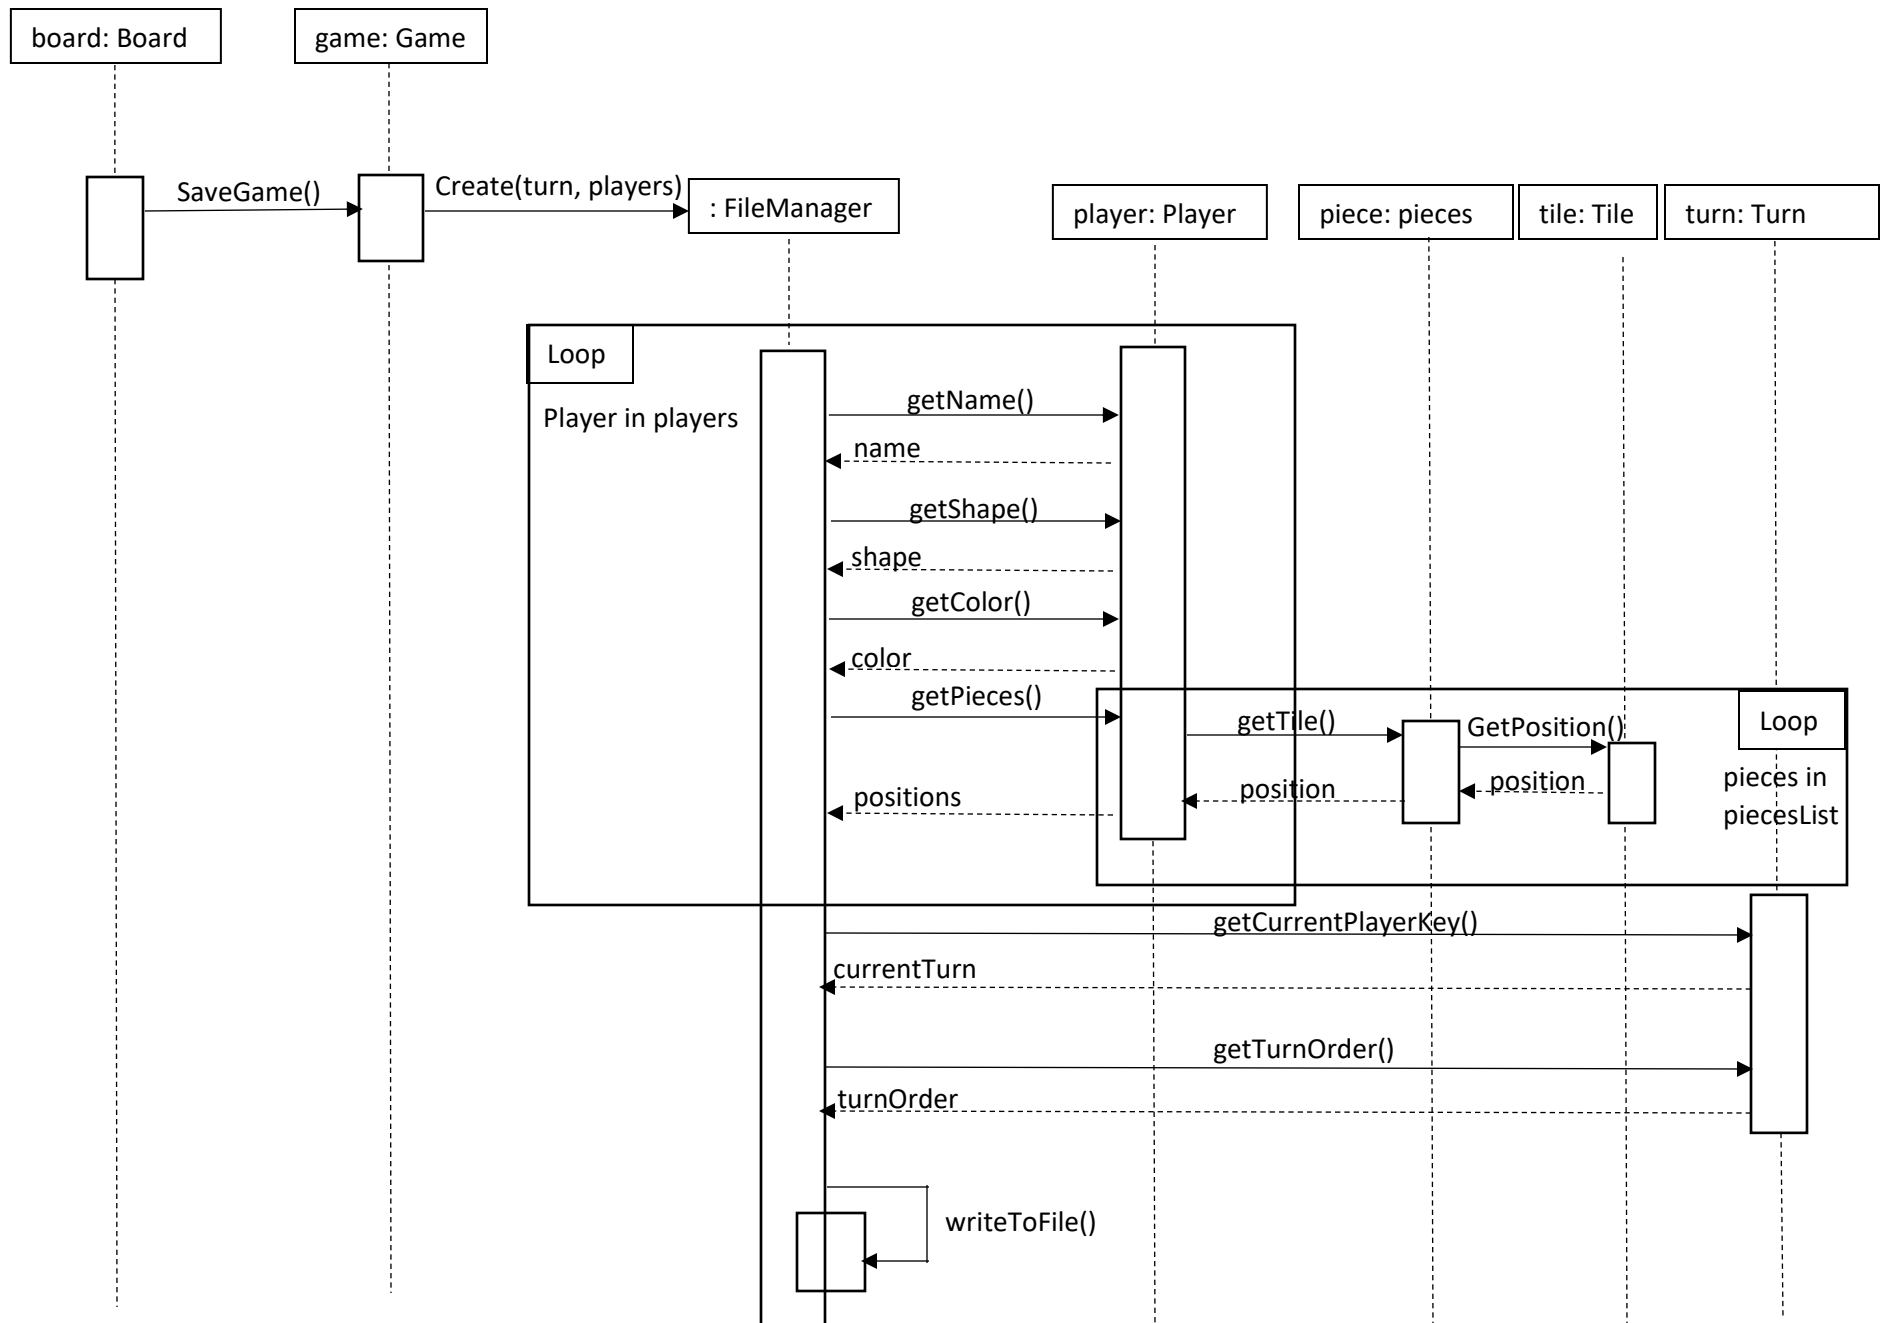 board: Board
game: Game
SaveGame()
Create(turn, players)
: FileManager
player: Player
piece: pieces
tile: Tile
turn: Turn
Loop
Player in players
getName()
name
getShape()
shape
getColor()
color
getPieces()
getTile()
GetPosition()
Loop
pieces in
piecesList
position
position
positions
getCurrentPlayerKey()
currentTurn
getTurnOrder()
turnOrder
writeToFile()